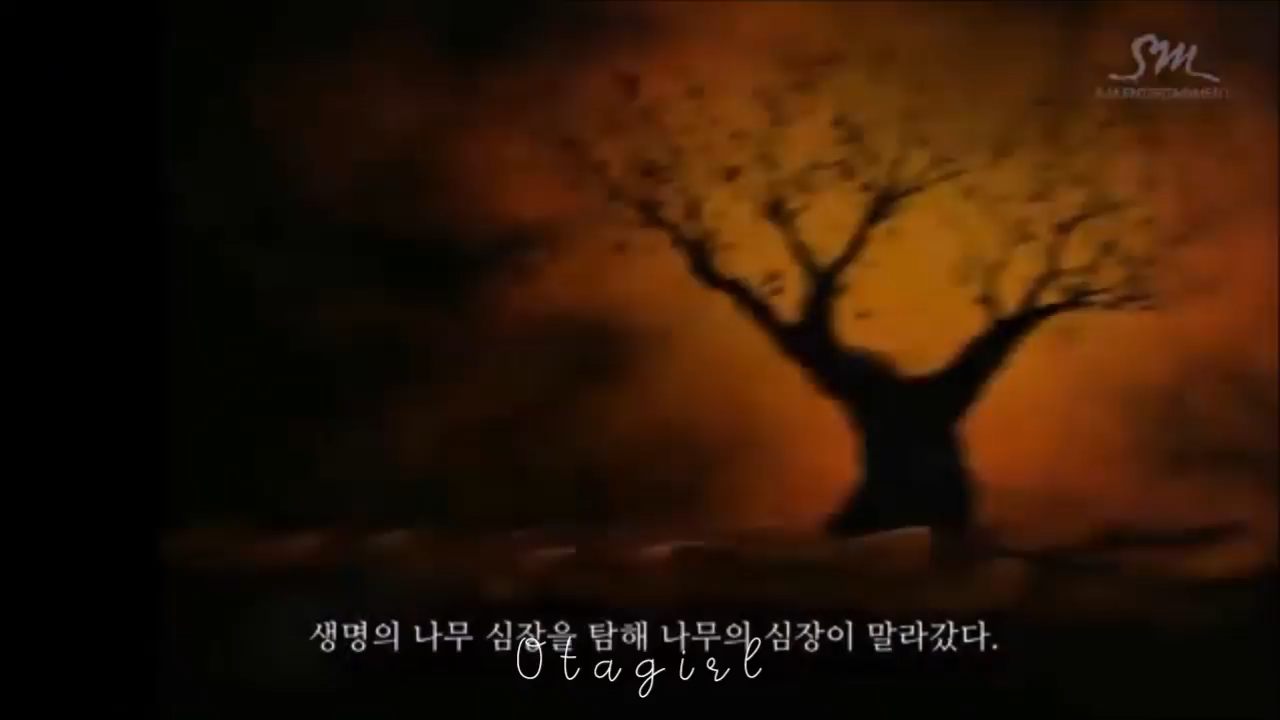 SM
S.M.ENTERTAINMENT
생명의 나무 심장을 탐해 나무의 심장이 말라갔다.
Otagirl